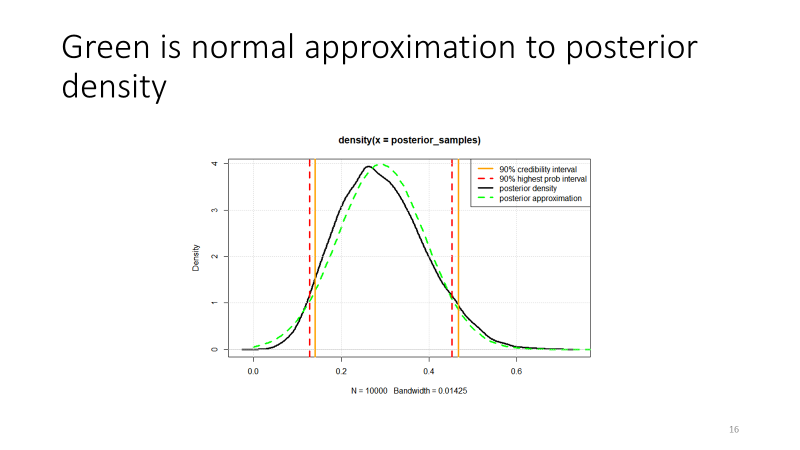 Green is normal approximation to posterior
density
density(x = posterior_samples)
90% credibility interval
90% highest prob interval
posterior density
posterior approximation
Density
4
3
2
1
0
0.0 0.2 0.4 0.6
N = 10000 Bandwidth = 0.01425
16